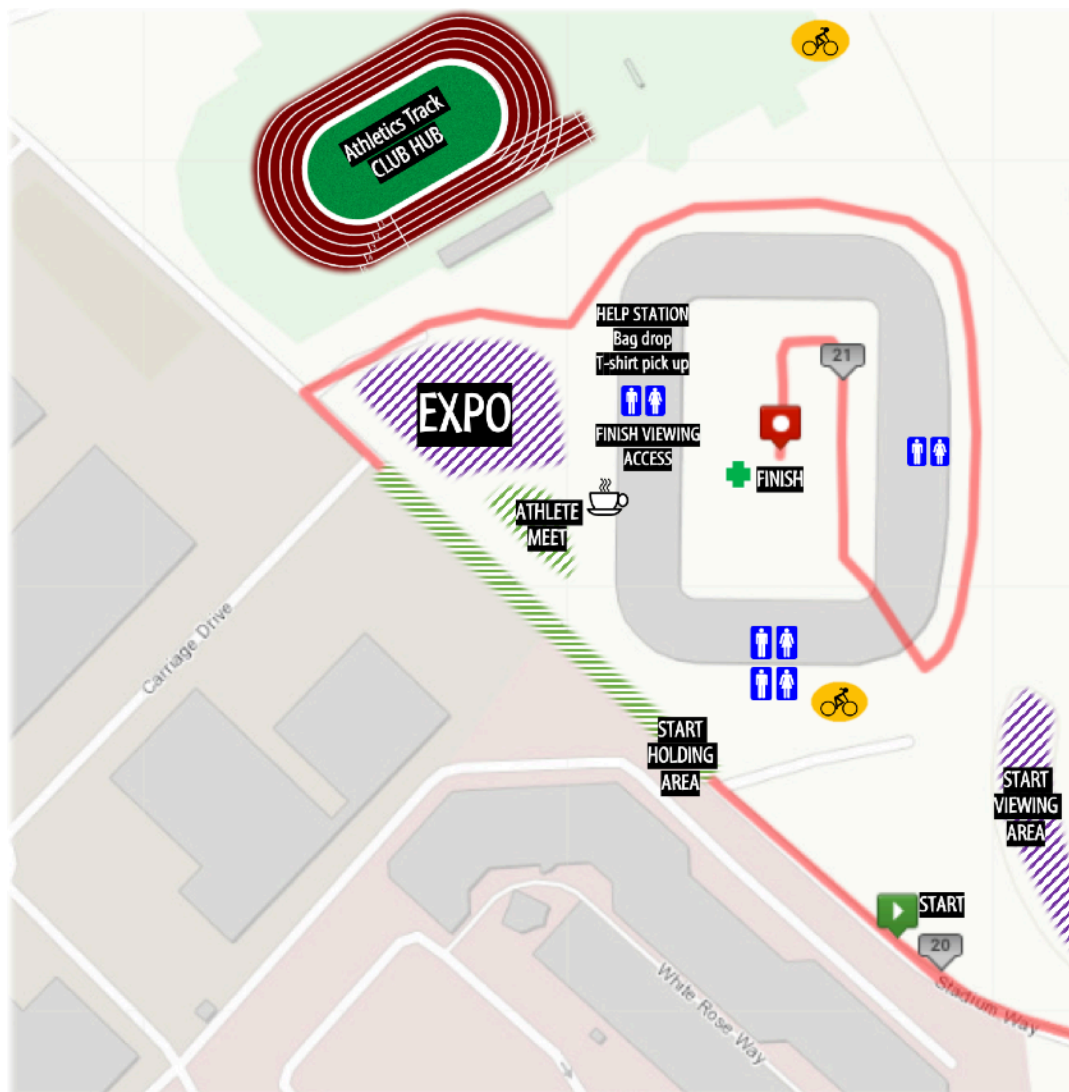 Athletics Track
CLUB HUB
HELP STATION
Bag drop
T-shirt pick up
21
EXPO
FINISH VIEWING
ACCESS
FINISH
ATHLETE
MEET
Carriage Drive
START
HOLDING
AREA
START
VIEWING
AREA
START
20
Stadium Way
White Rose Way